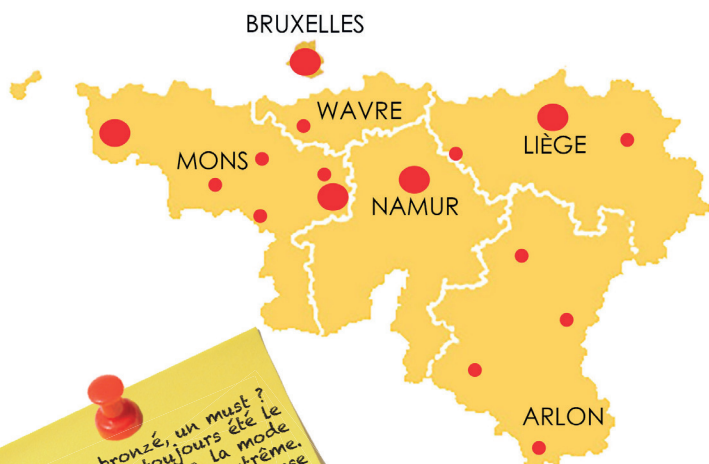 BRUXELLES
WAVRE
LIÈGE
MONS
NAMUR
ARLON
bronzé, un must ?
toujours été le
la mode
trême.